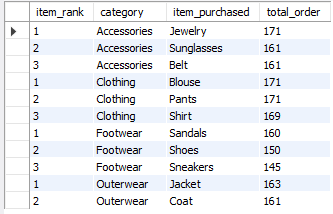 item_rank category item_purchased total_order
1 Accessories Jewelry 171
2 Accessories Sunglasses 161
3 Accessories Belt 161
1 Clothing Blouse 171
2 Clothing Pants 171
3 Clothing Shirt 169
1 Footwear Sandals 160
2 Footwear Shoes 150
3 Footwear Sneakers 145
1 Outerwear Jacket 163
2 Outerwear Coat 161